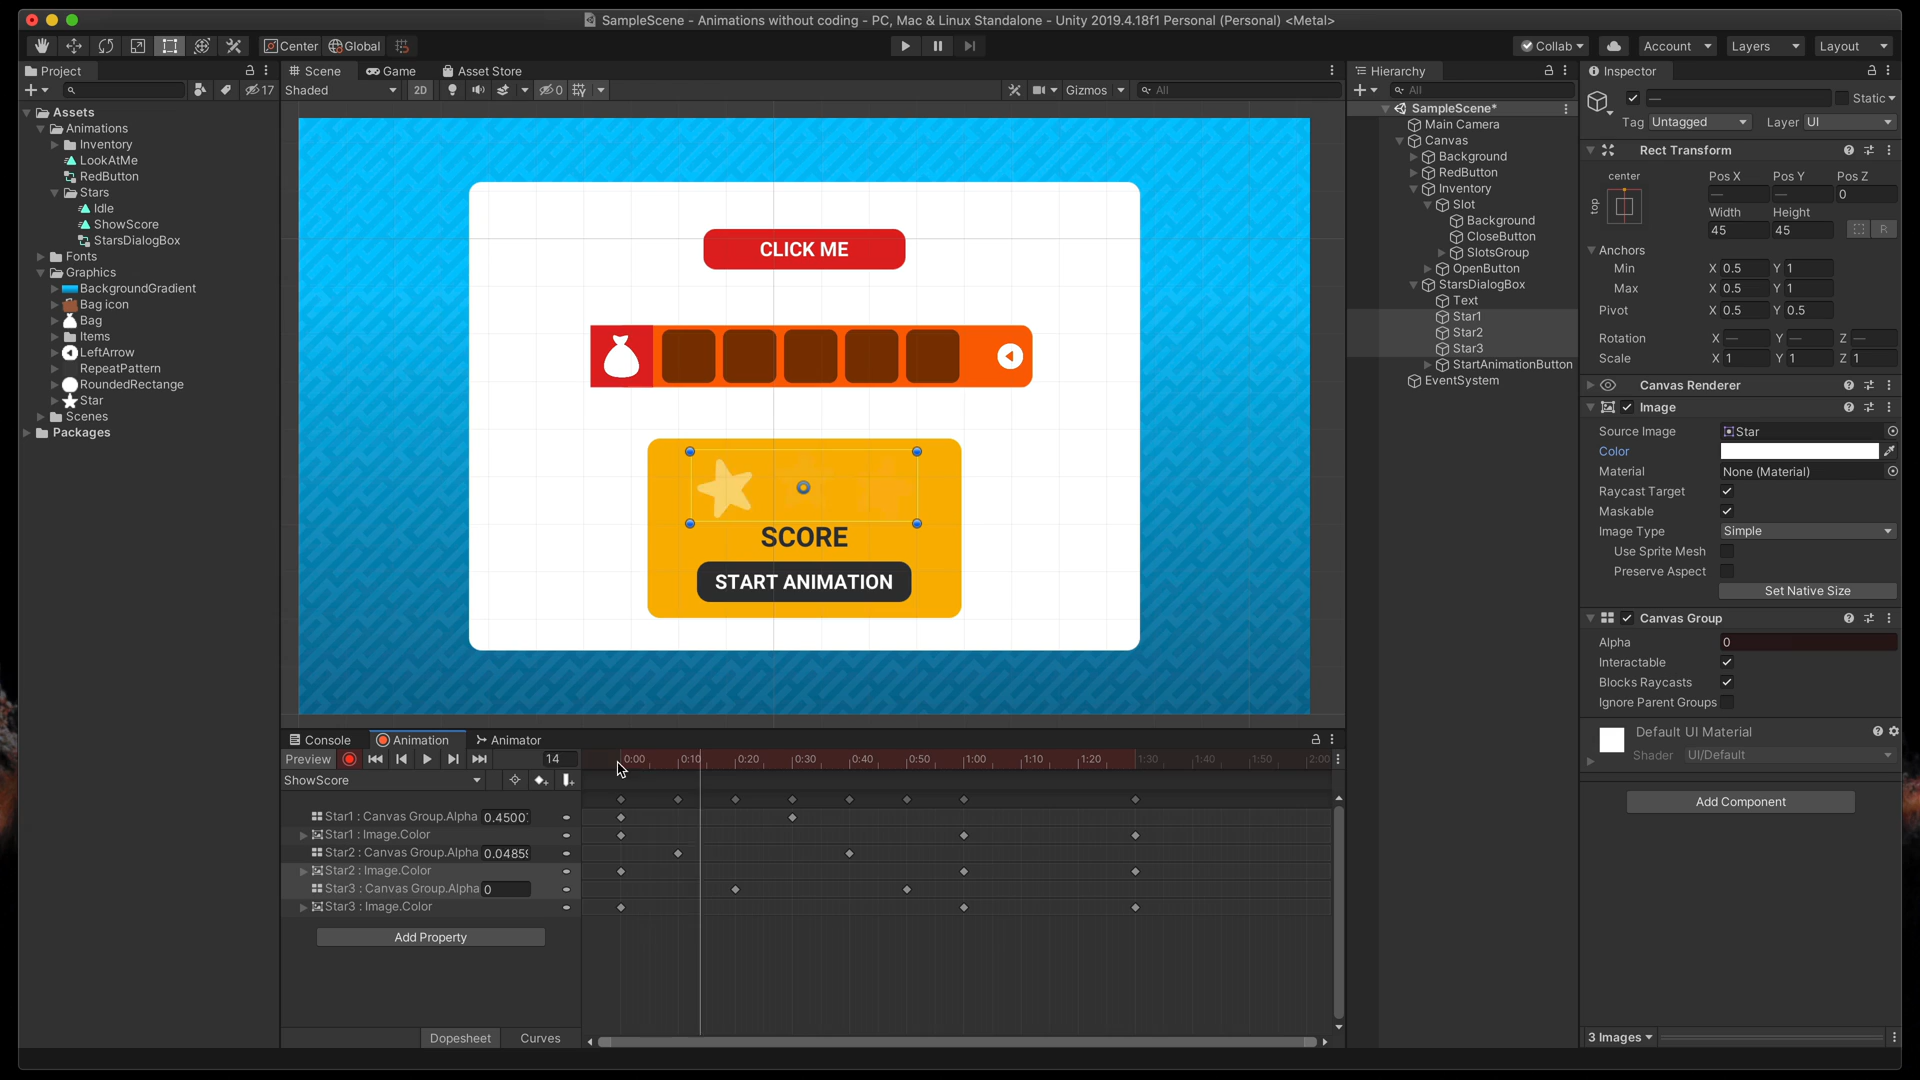 SampleScene - Animations without coding - PC, Mac & Linux Standalone - Unity 2019.4.18f1 Personal (Personal) <Metal>
Center
Global
Collab
Account
Layers
Layout
Project
17
Assets
Animations
Inventory
LookAtMe
RedButton
Stars
Idle
ShowScore
StarsDialogBox
Fonts
Graphics
BackgroundGradient
Bag icon
Bag
Items
LeftArrow
RepeatPattern
RoundedRectange
Star
Scenes
Packages
Scene
Game
Asset Store
Shaded
2D
0
Gizmos
All
CLICK ME
SCORE
START ANIMATION
Hierarchy
All
SampleScene*
Main Camera
Canvas
Background
RedButton
Inventory
Slot
Background
CloseButton
SlotsGroup
OpenButton
StarsDialogBox
Text
Star1
Star2
Star3
StartAnimationButton
EventSystem
Inspector
—
Static
Tag Untagged
Layer UI
Rect Transform
center
top
Pos X Pos Y Pos Z
— — 0
Width Height
45 45
R
Anchors
Min X 0.5 Y 1
Max X 0.5 Y 1
Pivot X 0.5 Y 0.5
Rotation X — Y — Z —
Scale X 1 Y 1 Z 1
Canvas Renderer
Image
Source Image Star
Color
Material None (Material)
Raycast Target
Maskable
Image Type Simple
Use Sprite Mesh
Preserve Aspect
Set Native Size
Canvas Group
Alpha 0
Interactable
Blocks Raycasts
Ignore Parent Groups
Default UI Material
Shader UI/Default
Add Component
3 Images
Console
Animation
Animator
Preview
14
0:00 0:10 0:20 0:30 0:40 0:50 1:00 1:10 1:20 1:30 1:40 1:50 2:00
ShowScore
Star1 : Canvas Group.Alpha 0.4500
Star1 : Image.Color
Star2 : Canvas Group.Alpha 0.0485
Star2 : Image.Color
Star3 : Canvas Group.Alpha 0
Star3 : Image.Color
Add Property
Dopesheet
Curves